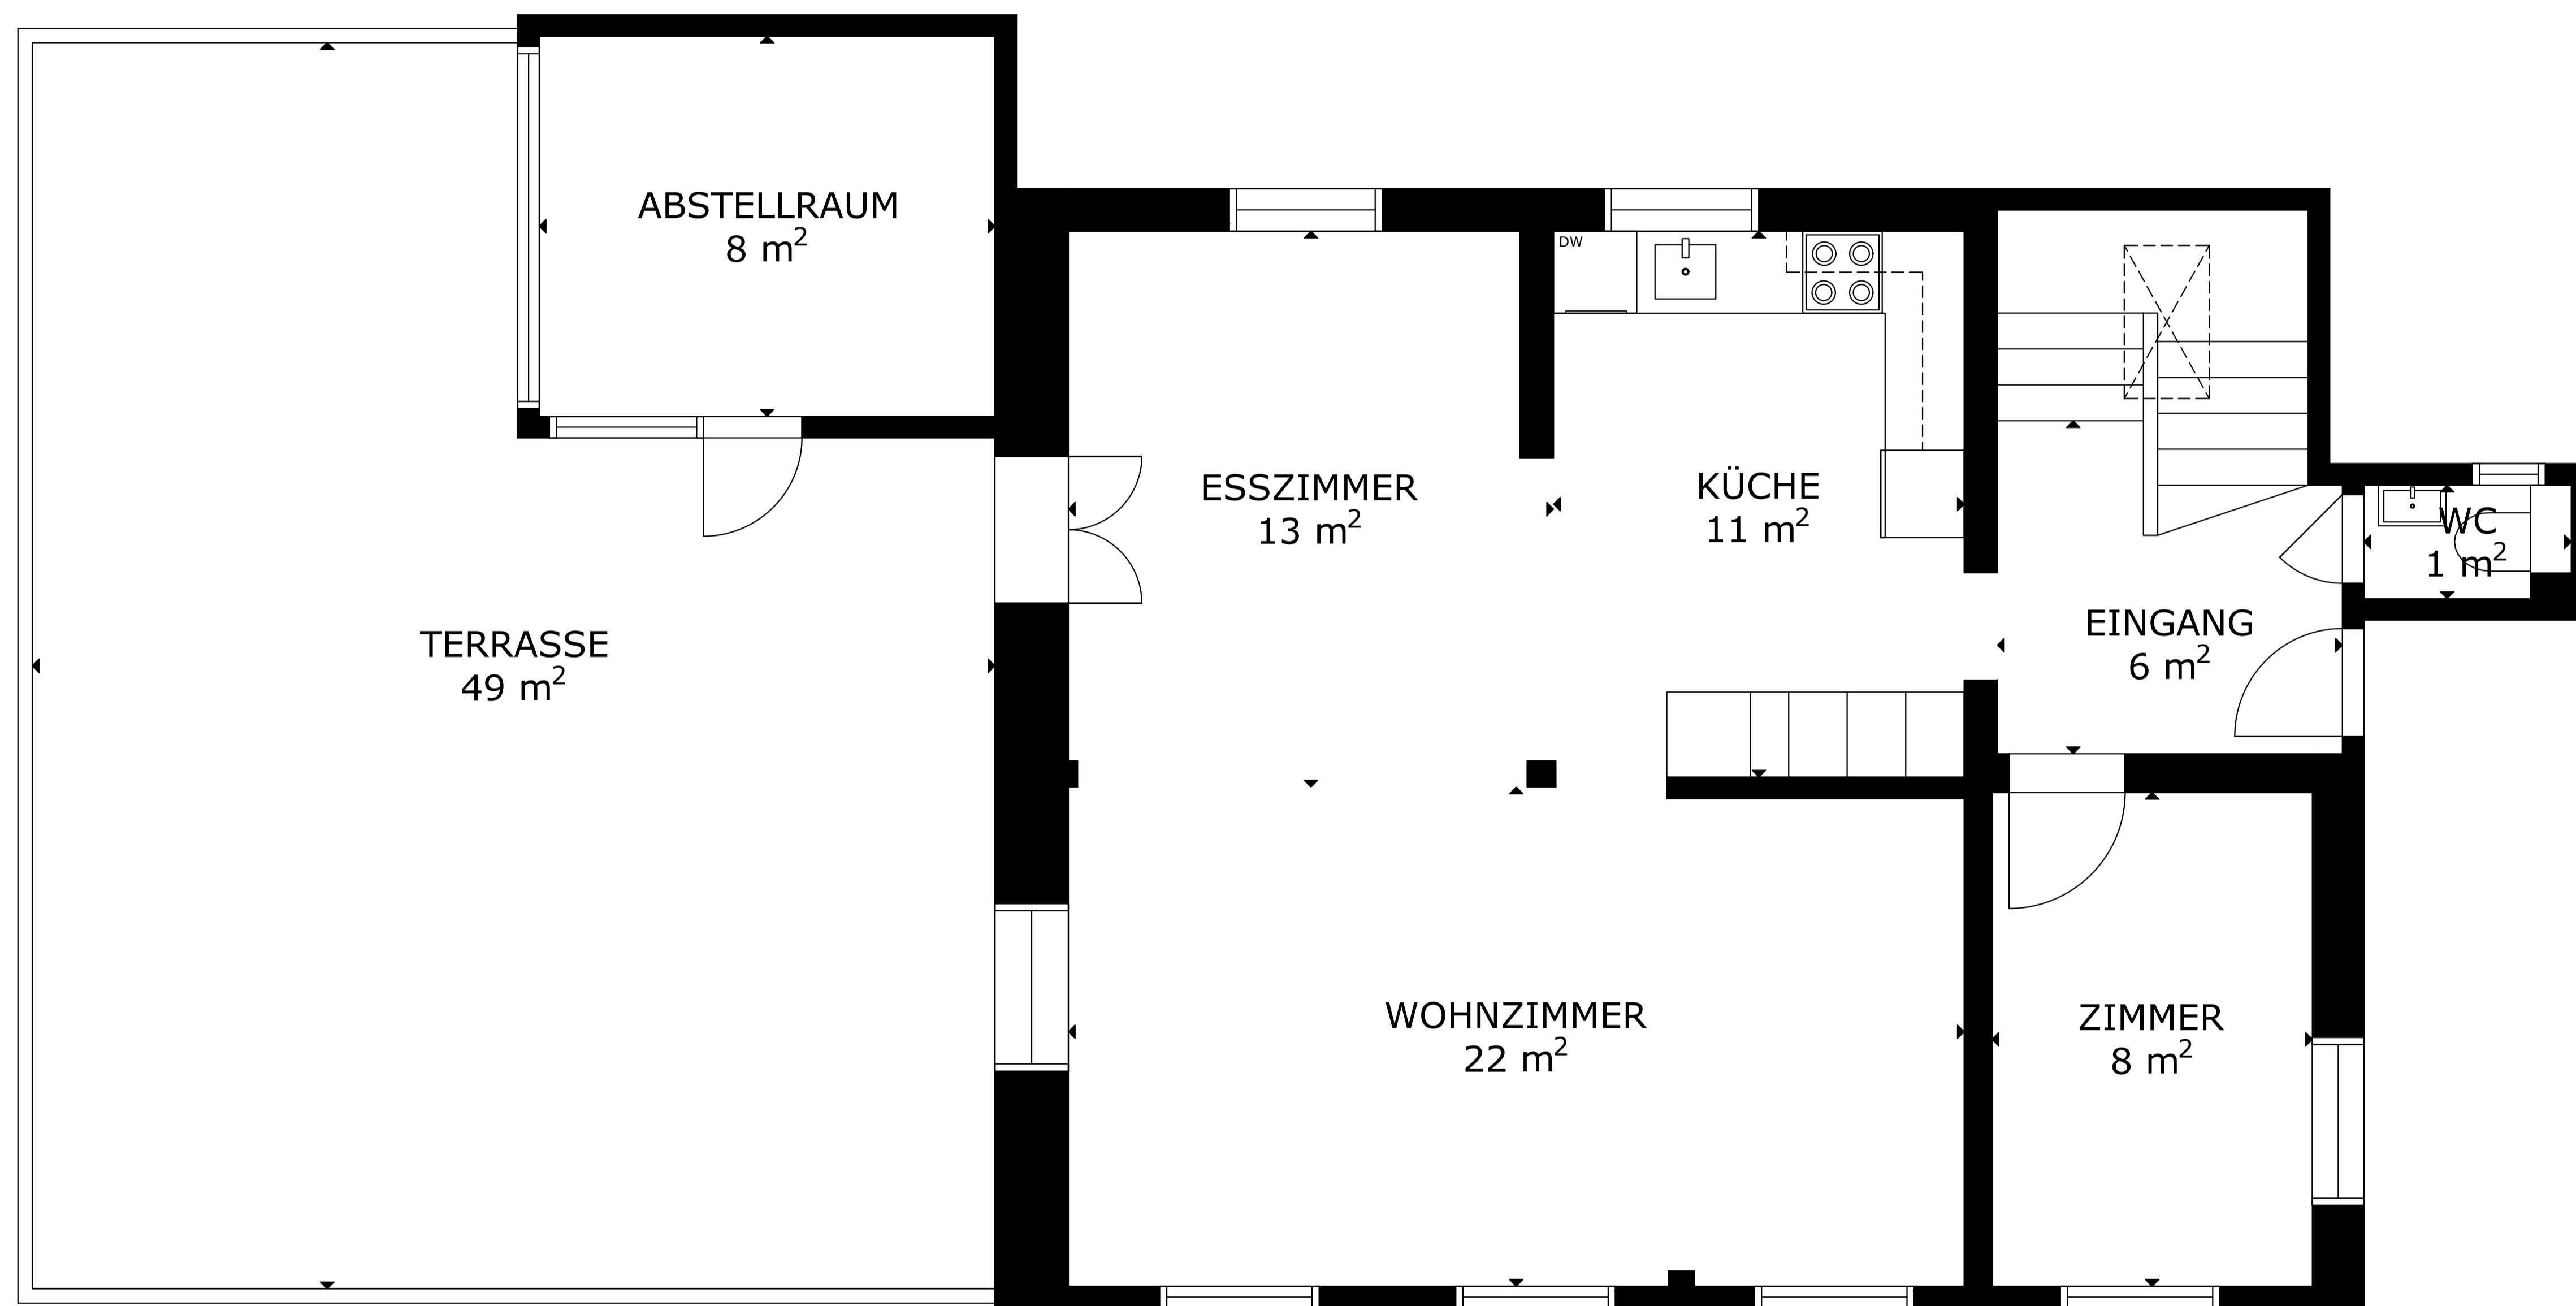 ABSTELLRAUM
8 m²
DW
ESSZIMMER
13 m²
KÜCHE
11 m²
WC
1 m²
TERRASSE
49 m²
EINGANG
6 m²
WOHNZIMMER
22 m²
ZIMMER
8 m²